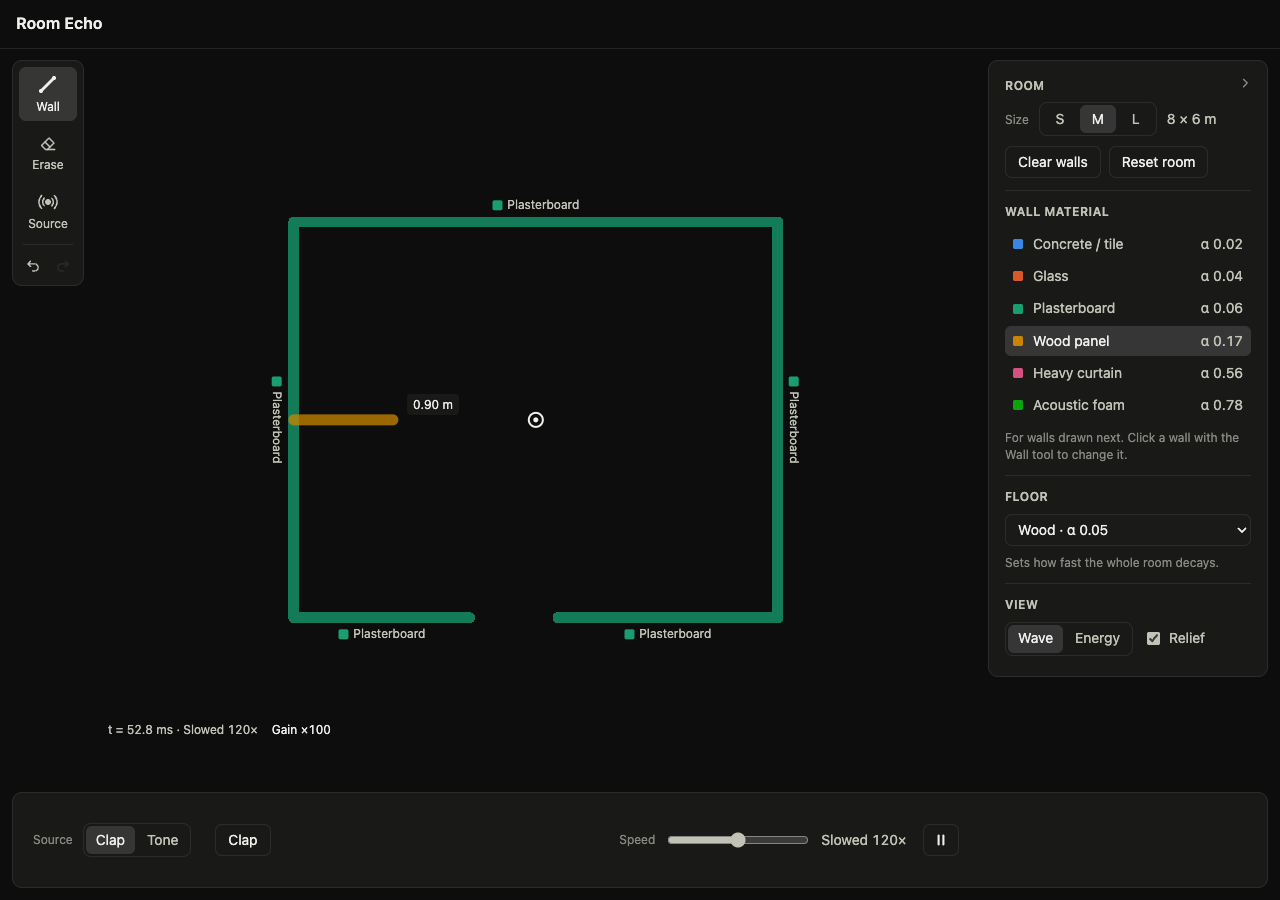 Room Echo
Wall
Erase
Source
Plasterboard
Plasterboard
0.90 m
Plasterboard
Plasterboard
Plasterboard
t = 52.8 ms · Slowed 120× Gain ×100
ROOM
Size S M L 8 × 6 m
Clear walls Reset room
WALL MATERIAL
Concrete / tile α 0.02
Glass α 0.04
Plasterboard α 0.06
Wood panel α 0.17
Heavy curtain α 0.56
Acoustic foam α 0.78
For walls drawn next. Click a wall with the
Wall tool to change it.
FLOOR
Wood · α 0.05
Sets how fast the whole room decays.
VIEW
Wave Energy Relief
Source Clap Tone Clap Speed Slowed 120×